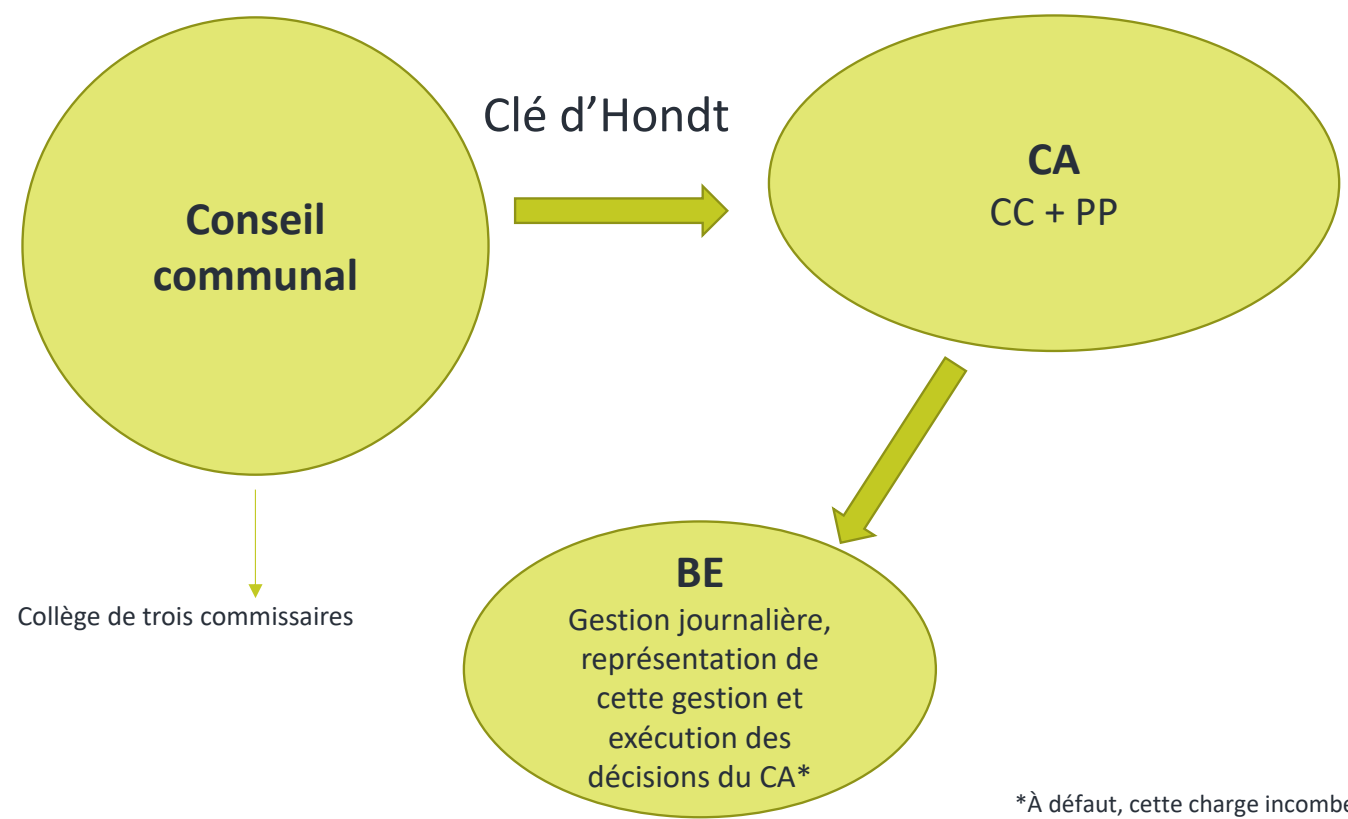 Conseil
communal
Clé d’Hondt
CA
CC + PP
Collège de trois commissaires
BE
Gestion journalière,
représentation de
cette gestion et
exécution des
décisions du CA*
*À défaut, cette charge incombe